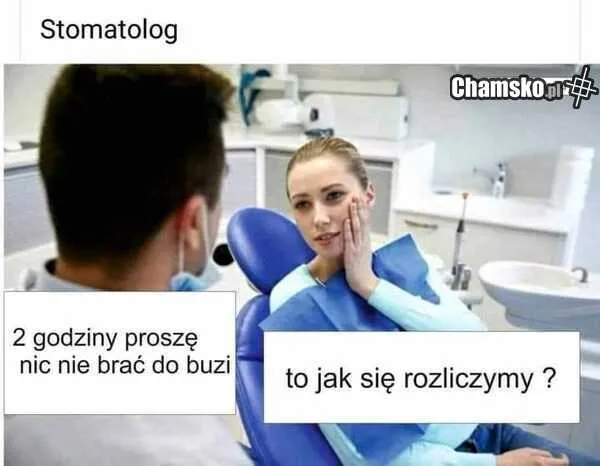 Stomatolog
Chamsko.pl
2 godziny proszę
nic nie brać do buzi
to jak się rozliczymy ?